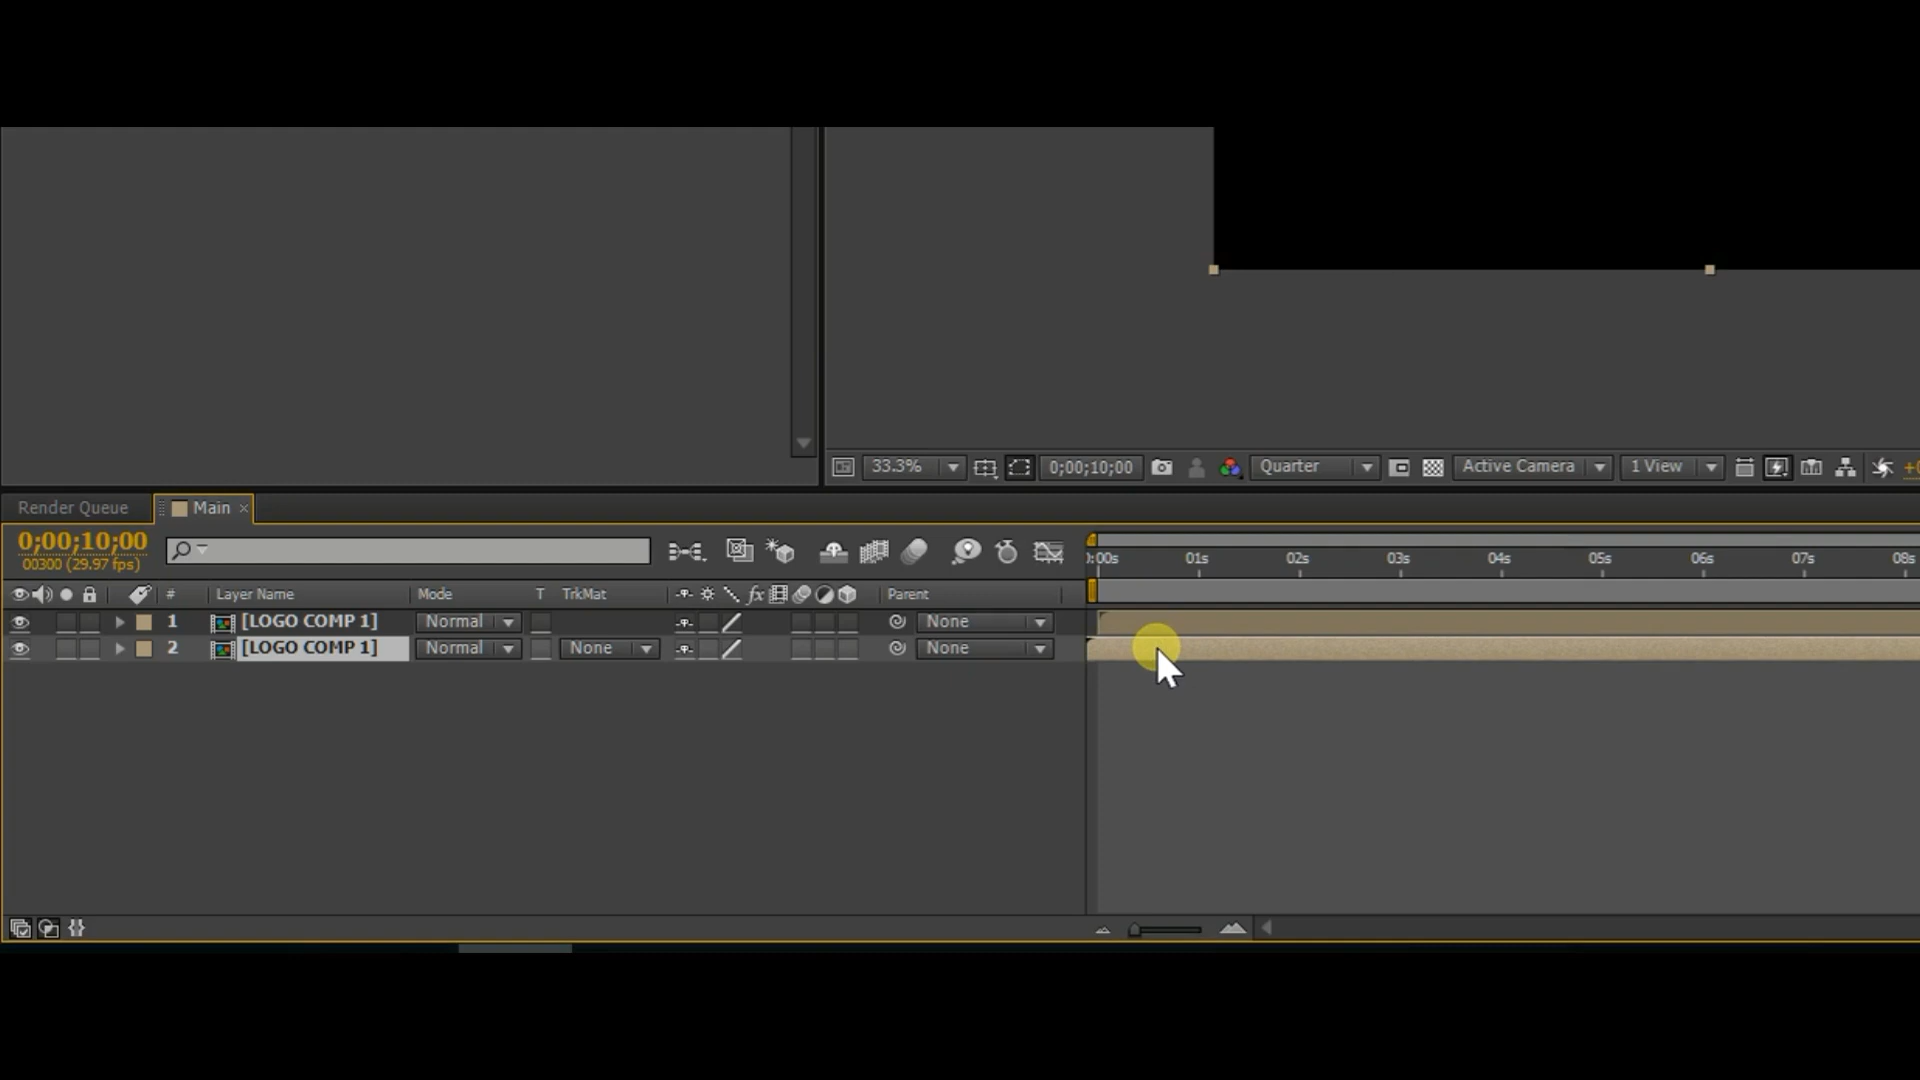 33.3% 0;00;10;00 Quarter Active Camera 1 View
Render Queue Main
0;00;10;00
00300 (29.97 fps)
:00s 01s 02s 03s 04s 05s 06s 07s 08s
# Layer Name Mode T TrkMat fx Parent
1 [LOGO COMP 1] Normal None
2 [LOGO COMP 1] Normal None None